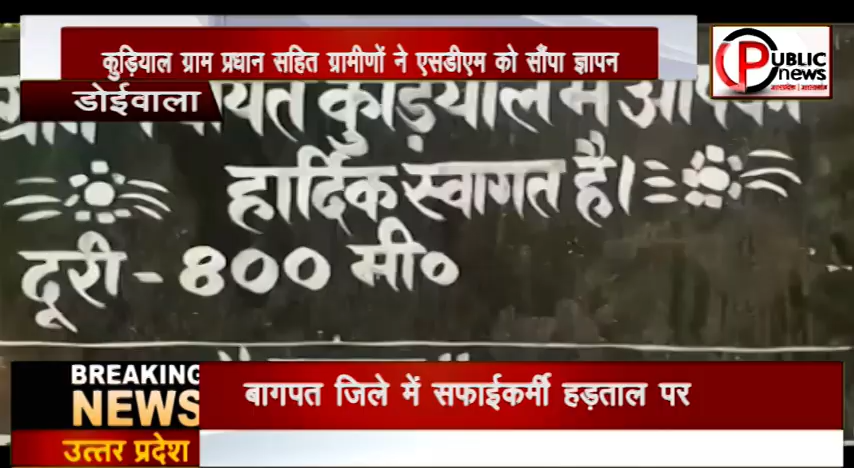 कुड़ियाल ग्राम प्रधान सहित ग्रामीणों ने एसडीएम को सौंपा ज्ञापन
PUBLIC
news
डोईवाला
कुड़ियाल में
हार्दिक स्वागत है।
दूरी - ४०० मी०
BREAKING
NEWS
बागपत जिले में सफाईकर्मी हड़ताल पर
उत्तर प्रदेश